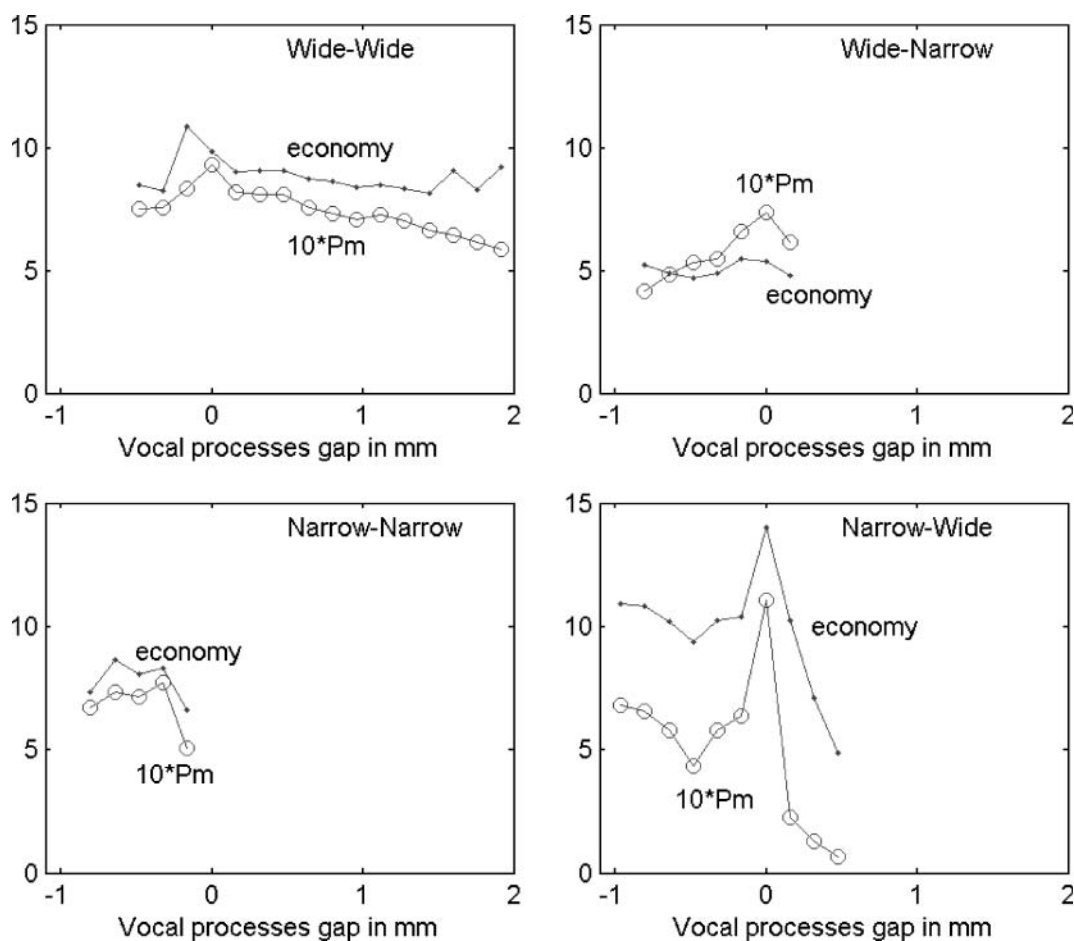 15
Wide-Wide
10
economy
5
10*Pm
0
-1 0 1 2
Vocal processes gap in mm
15
Wide-Narrow
10
10*Pm
5
economy
0
-1 0 1 2
Vocal processes gap in mm
15
Narrow-Narrow
10
economy
5
10*Pm
0
-1 0 1 2
Vocal processes gap in mm
15
Narrow-Wide
10
economy
5
10*Pm
0
-1 0 1 2
Vocal processes gap in mm